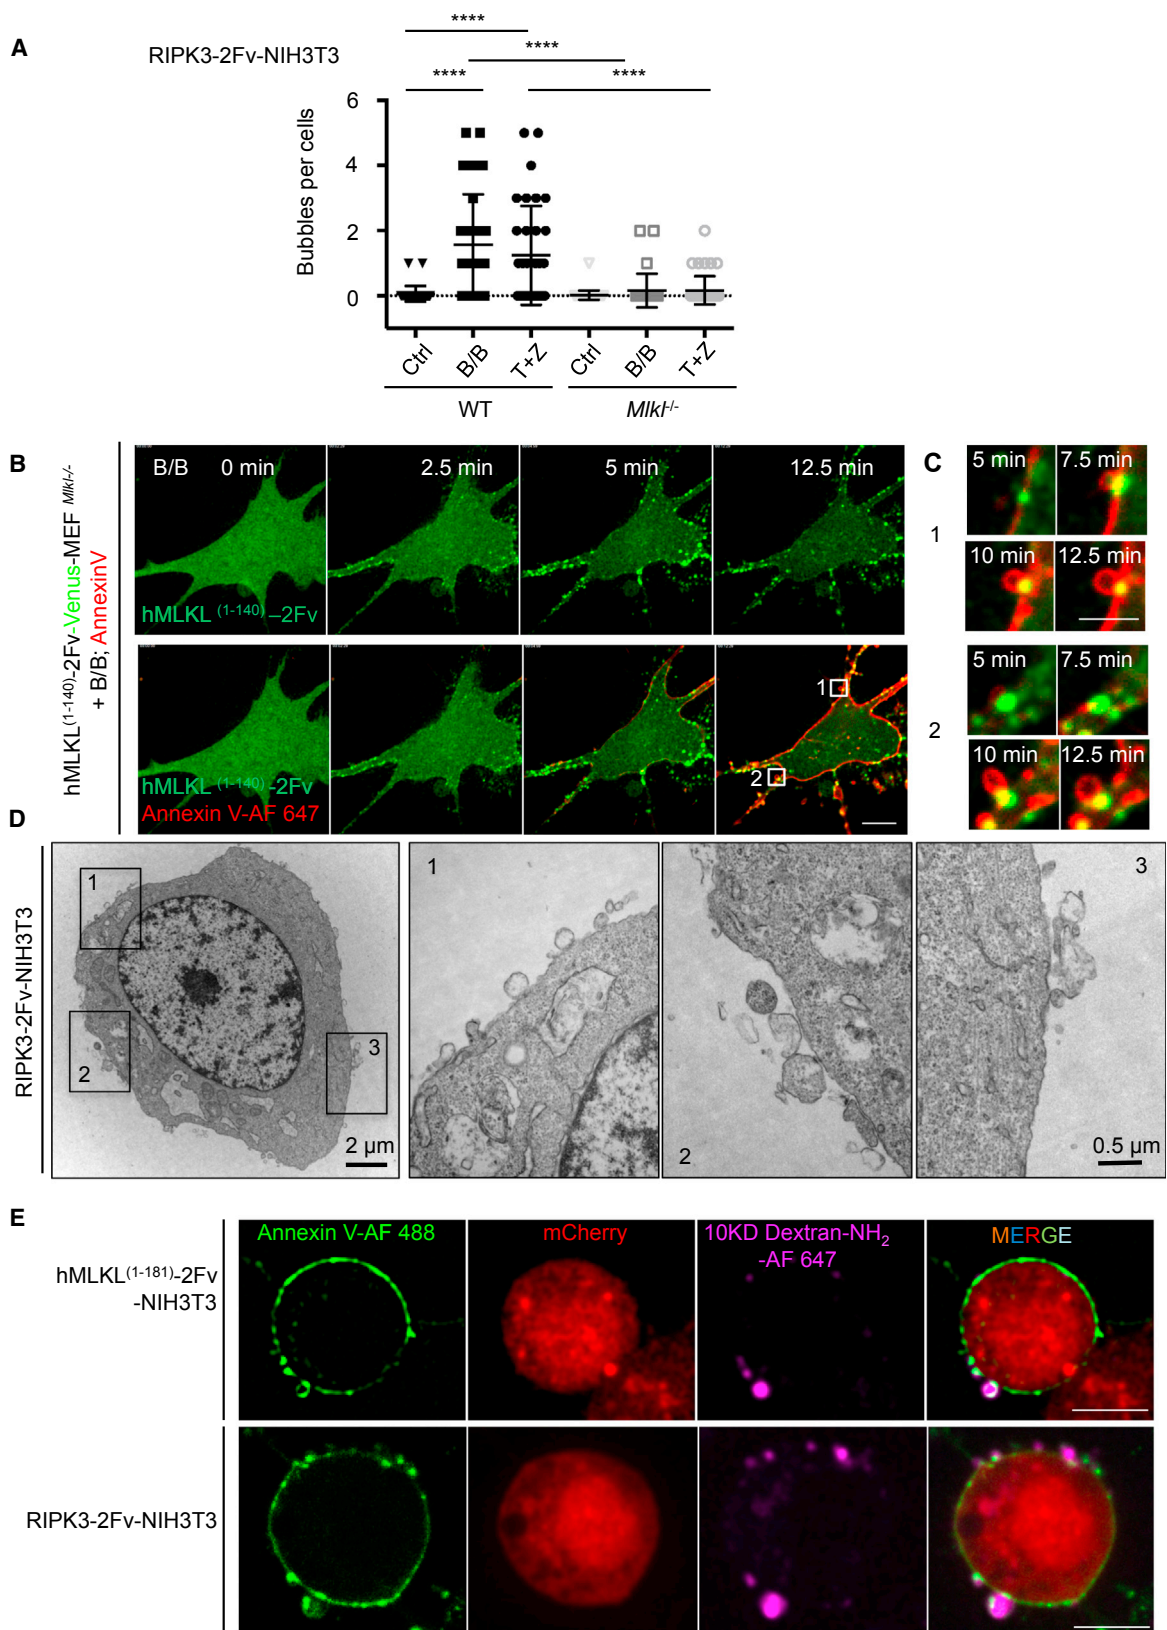 A
RIPK3-2Fv-NIH3T3
****
****
**** ****
Bubbles per cells
6
4
2
0
Ctrl B/B T+Z Ctrl B/B T+Z
WT Mlkl-/-
B
hMLKL(1-140)-2Fv-Venus-MEF Mlkl-/-
+ B/B; AnnexinV
B/B 0 min 2.5 min 5 min 12.5 min
hMLKL (1-140) –2Fv
hMLKL (1-140) -2Fv
Annexin V-AF 647
1
2
C
1
5 min 7.5 min
10 min 12.5 min
2
5 min 7.5 min
10 min 12.5 min
D
RIPK3-2Fv-NIH3T3
1
2
3
2 µm
1
2
3
0.5 µm
E
Annexin V-AF 488 mCherry 10KD Dextran-NH2 MERGE
-AF 647
hMLKL(1-181)-2Fv
-NIH3T3
RIPK3-2Fv-NIH3T3